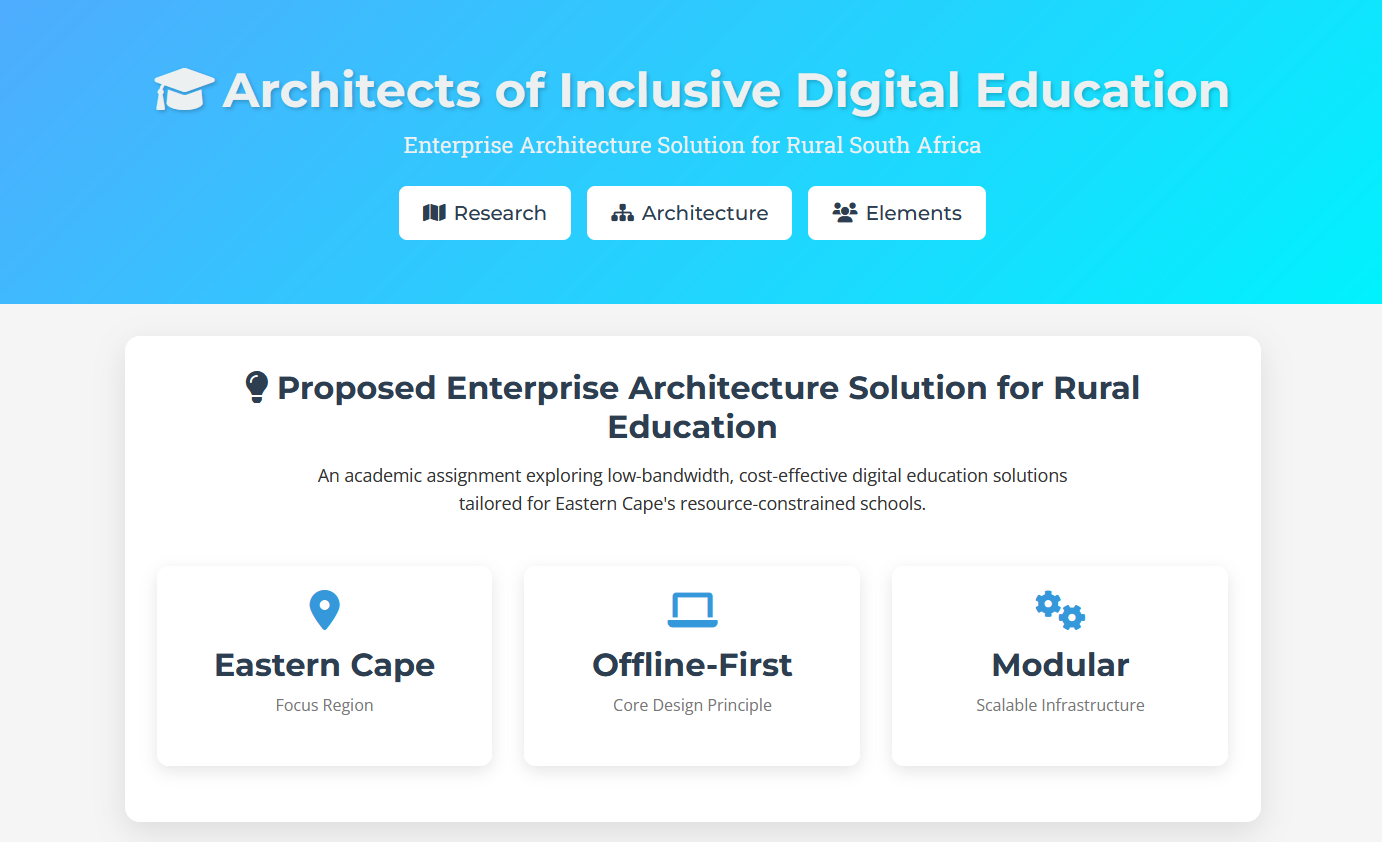 Architects of Inclusive Digital Education
Enterprise Architecture Solution for Rural South Africa
Research
Architecture
Elements
Proposed Enterprise Architecture Solution for Rural
Education
An academic assignment exploring low-bandwidth, cost-effective digital education solutions
tailored for Eastern Cape's resource-constrained schools.
Eastern Cape
Focus Region
Offline-First
Core Design Principle
Modular
Scalable Infrastructure